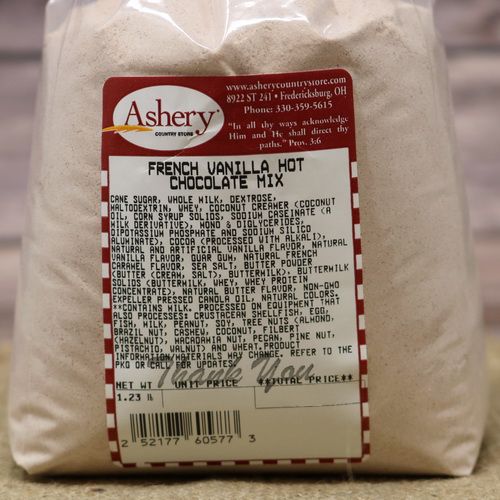 Ashery
COUNTRY STORE
www.asherycountrystore.com
8922 ST 241 • Fredericksburg, OH
Phone: 330-359-5615
"In all thy ways acknowledge
Him and He shall direct thy
paths." Prov. 3:6
FRENCH VANILLA HOT
CHOCOLATE MIX
CANE SUGAR, WHOLE MILK, DEXTROSE,
MALTODEXTRIN, WHEY, COCONUT CREAMER (COCONUT
OIL, CORN SYRUP SOLIDS, SODIUM CASEINATE (A
MILK DERIVATIVE), MONO & DIGLYCERIDES,
DIPOTASSIUM PHOSPHATE AND SODIUM SILICO
ALUMINATE), COCOA (PROCESSED WITH ALKALI),
NATURAL AND ARTIFICIAL VANILLA FLAVOR, NATURAL
VANILLA FLAVOR, GUAR GUM, NATURAL FRENCH
CARAMEL FLAVOR, SEA SALT, BUTTER POWDER
(BUTTER (CREAM, SALT), BUTTERMILK), BUTTERMILK
SOLIDS (BUTTERMILK, WHEY, WHEY PROTEIN
CONCENTRATE), NATURAL BUTTER FLAVOR, NON-GMO
EXPELLER PRESSED CANOLA OIL, NATURAL COLORS.
**CONTAINS MILK. PROCESSED ON EQUIPMENT THAT
ALSO PROCESSES: CRUSTACEAN SHELLFISH, EGG,
FISH, MILK, PEANUT, SOY, TREE NUTS (ALMOND,
BRAZIL NUT, CASHEW, COCONUT, FILBERT
(HAZELNUT), MACADAMIA NUT, PECAN, PINE NUT,
PISTACHIO, WALNUT) AND WHEAT.PRODUCT
INFORMATION/MATERIALS MAY CHANGE. REFER TO THE
PKG OR CALL FOR UPDATES.
Thank You
NET WT UNIT PRICE **TOTAL PRICE**
1.23 lb
2 52177 60577 3